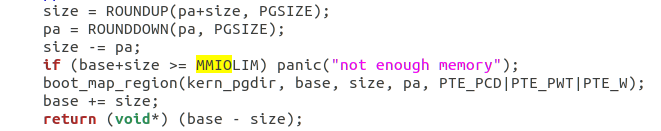 size = ROUNDUP(pa+size, PGSIZE);
pa = ROUNDDOWN(pa, PGSIZE);
size -= pa;
if (base+size >= MMIOLIM) panic("not enough memory");
boot_map_region(kern_pgdir, base, size, pa, PTE_PCD|PTE_PWT|PTE_W);
base += size;
return (void*) (base - size);